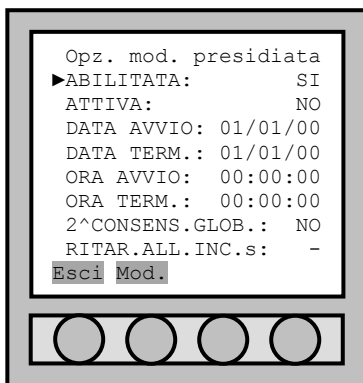 Opz. mod. presidiata
►ABILITATA: SI
ATTIVA: NO
DATA AVVIO: 01/01/00
DATA TERM.: 01/01/00
ORA AVVIO: 00:00:00
ORA TERM.: 00:00:00
2^CONSENS.GLOB.: NO
RITAR.ALL.INC.s: -
Esci Mod.